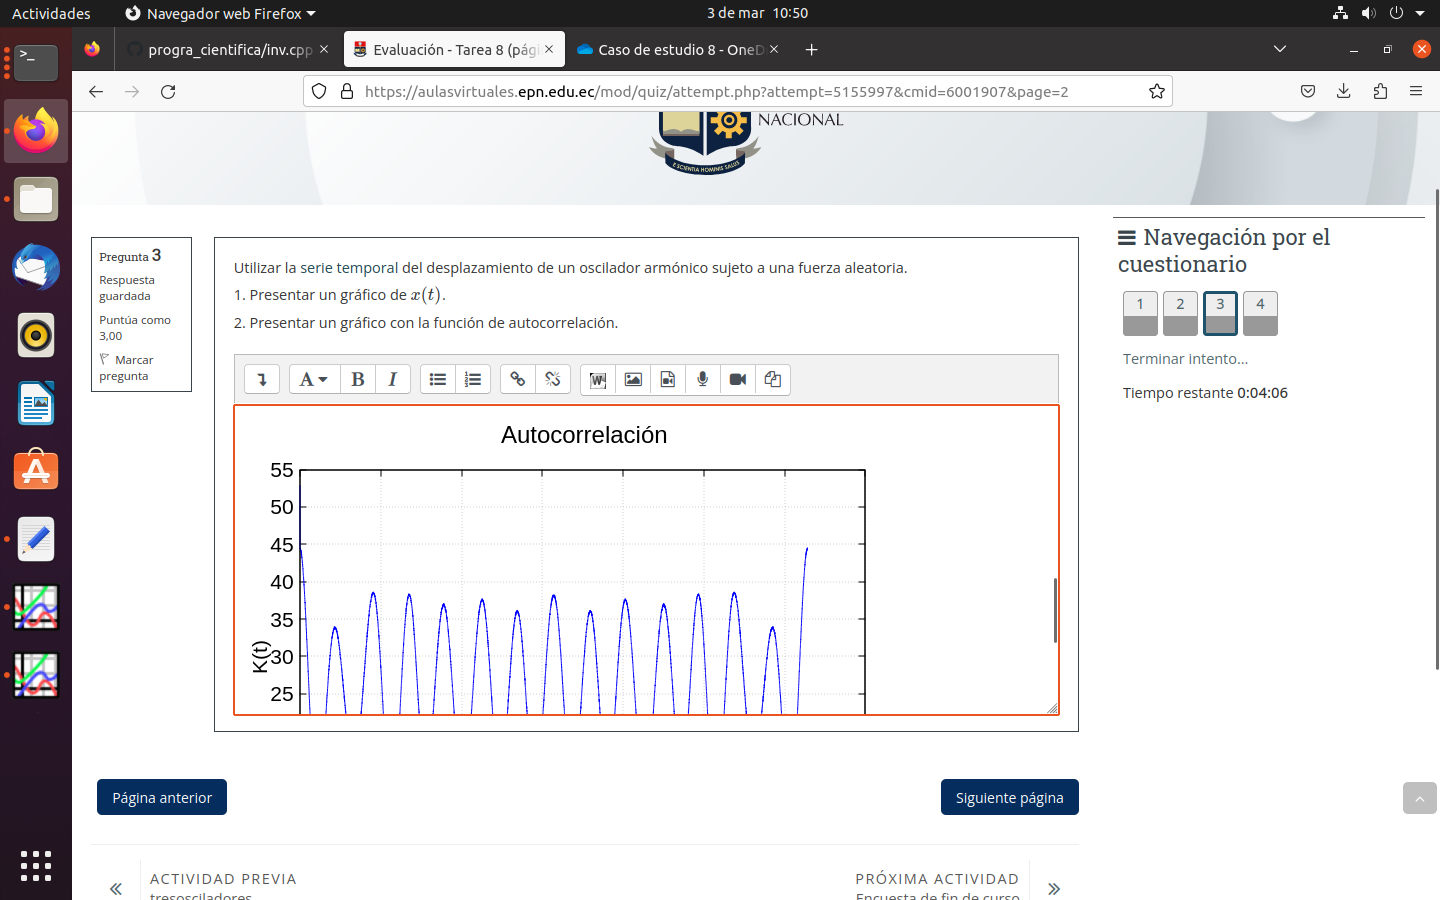 Actividades
Navegador web Firefox
3 de mar 10:50
progra_cientifica/inv.cpp
Evaluación - Tarea 8 (pág
Caso de estudio 8 - OneD
https://aulasvirtuales.epn.edu.ec/mod/quiz/attempt.php?attempt=5155997&cmid=6001907&page=2
NACIONAL
E SCIENTIA HOMINIS SALUS
Pregunta 3
Respuesta
guardada
Puntúa como
3,00
Marcar
pregunta
Utilizar la serie temporal del desplazamiento de un oscilador armónico sujeto a una fuerza aleatoria.
1. Presentar un gráfico de x(t).
2. Presentar un gráfico con la función de autocorrelación.
A B I
Autocorrelación
55
50
45
40
35
30
25
K(t)
Navegación por el
cuestionario
1 2 3 4
Terminar intento...
Tiempo restante 0:04:06
Página anterior
Siguiente página
ACTIVIDAD PREVIA
tresosciladores
PRÓXIMA ACTIVIDAD
Encuesta de fin de curso